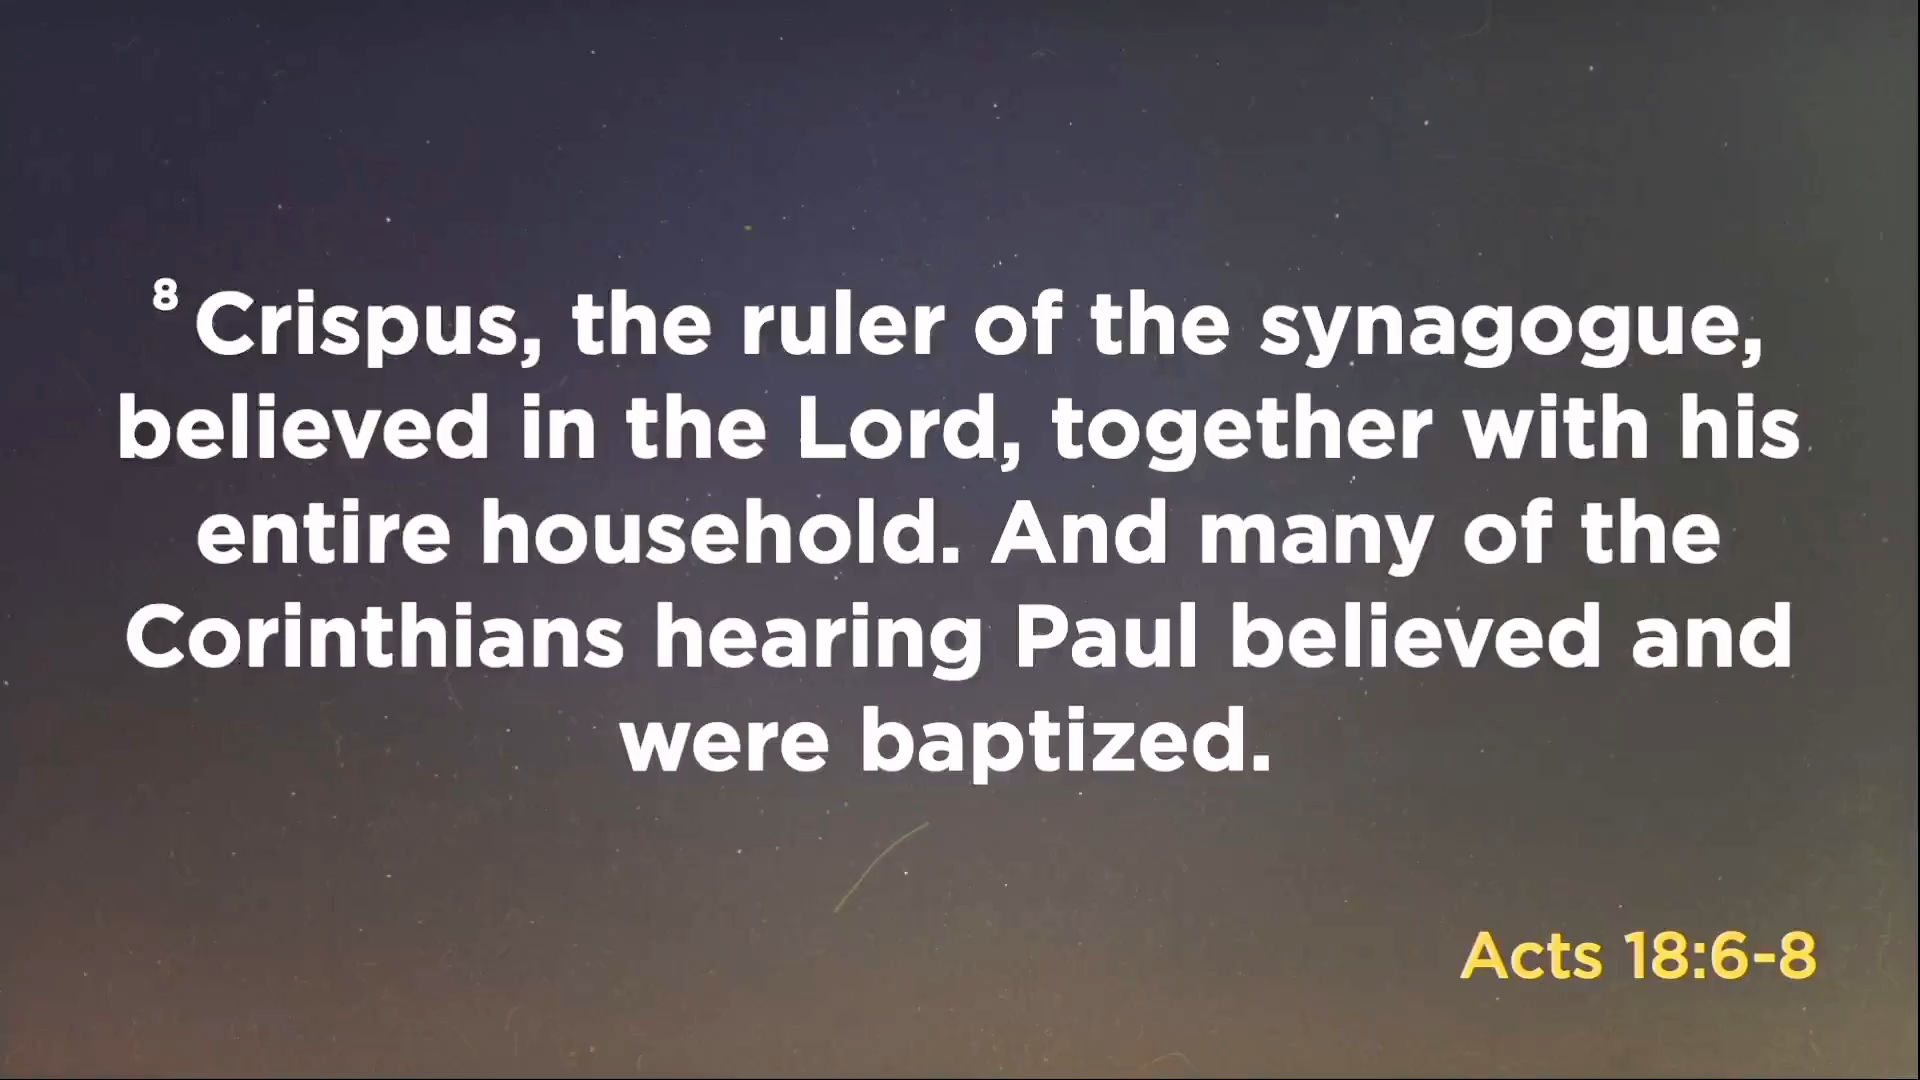 ⁸ Crispus, the ruler of the synagogue,
believed in the Lord, together with his
entire household. And many of the
Corinthians hearing Paul believed and
were baptized.
Acts 18:6-8